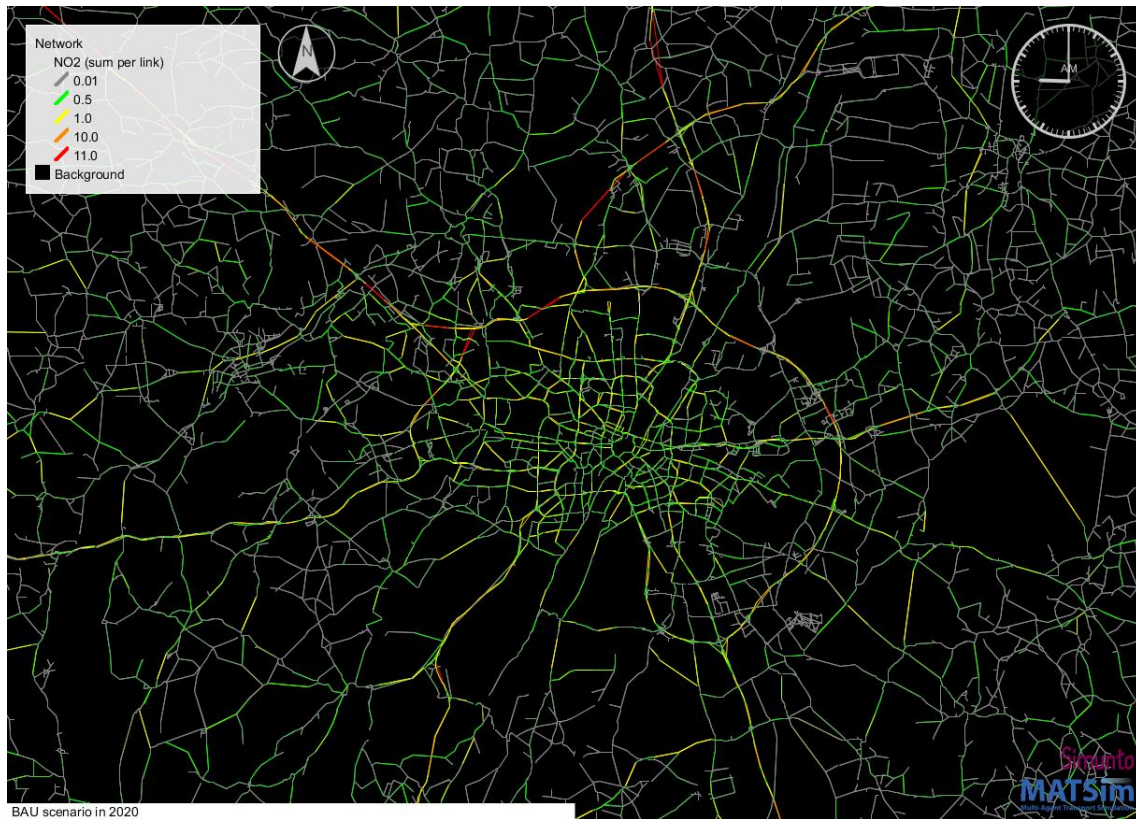 Network
NO2 (sum per link)
0.01
0.5
1.0
10.0
11.0
Background
N
AM
Simunto
MATSim
Multi-Agent Transport Simulation
BAU scenario in 2020